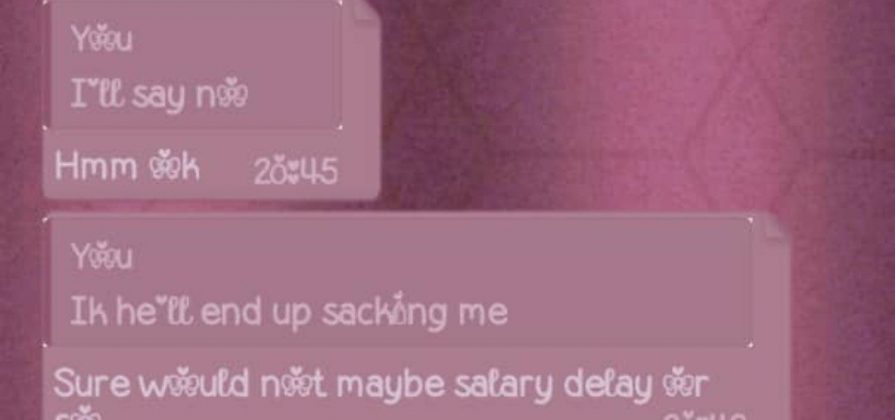 You
I'll say no
Hmm ok 20:45
You
Ik he'll end up sacking me
Sure would not maybe salary delay or
so